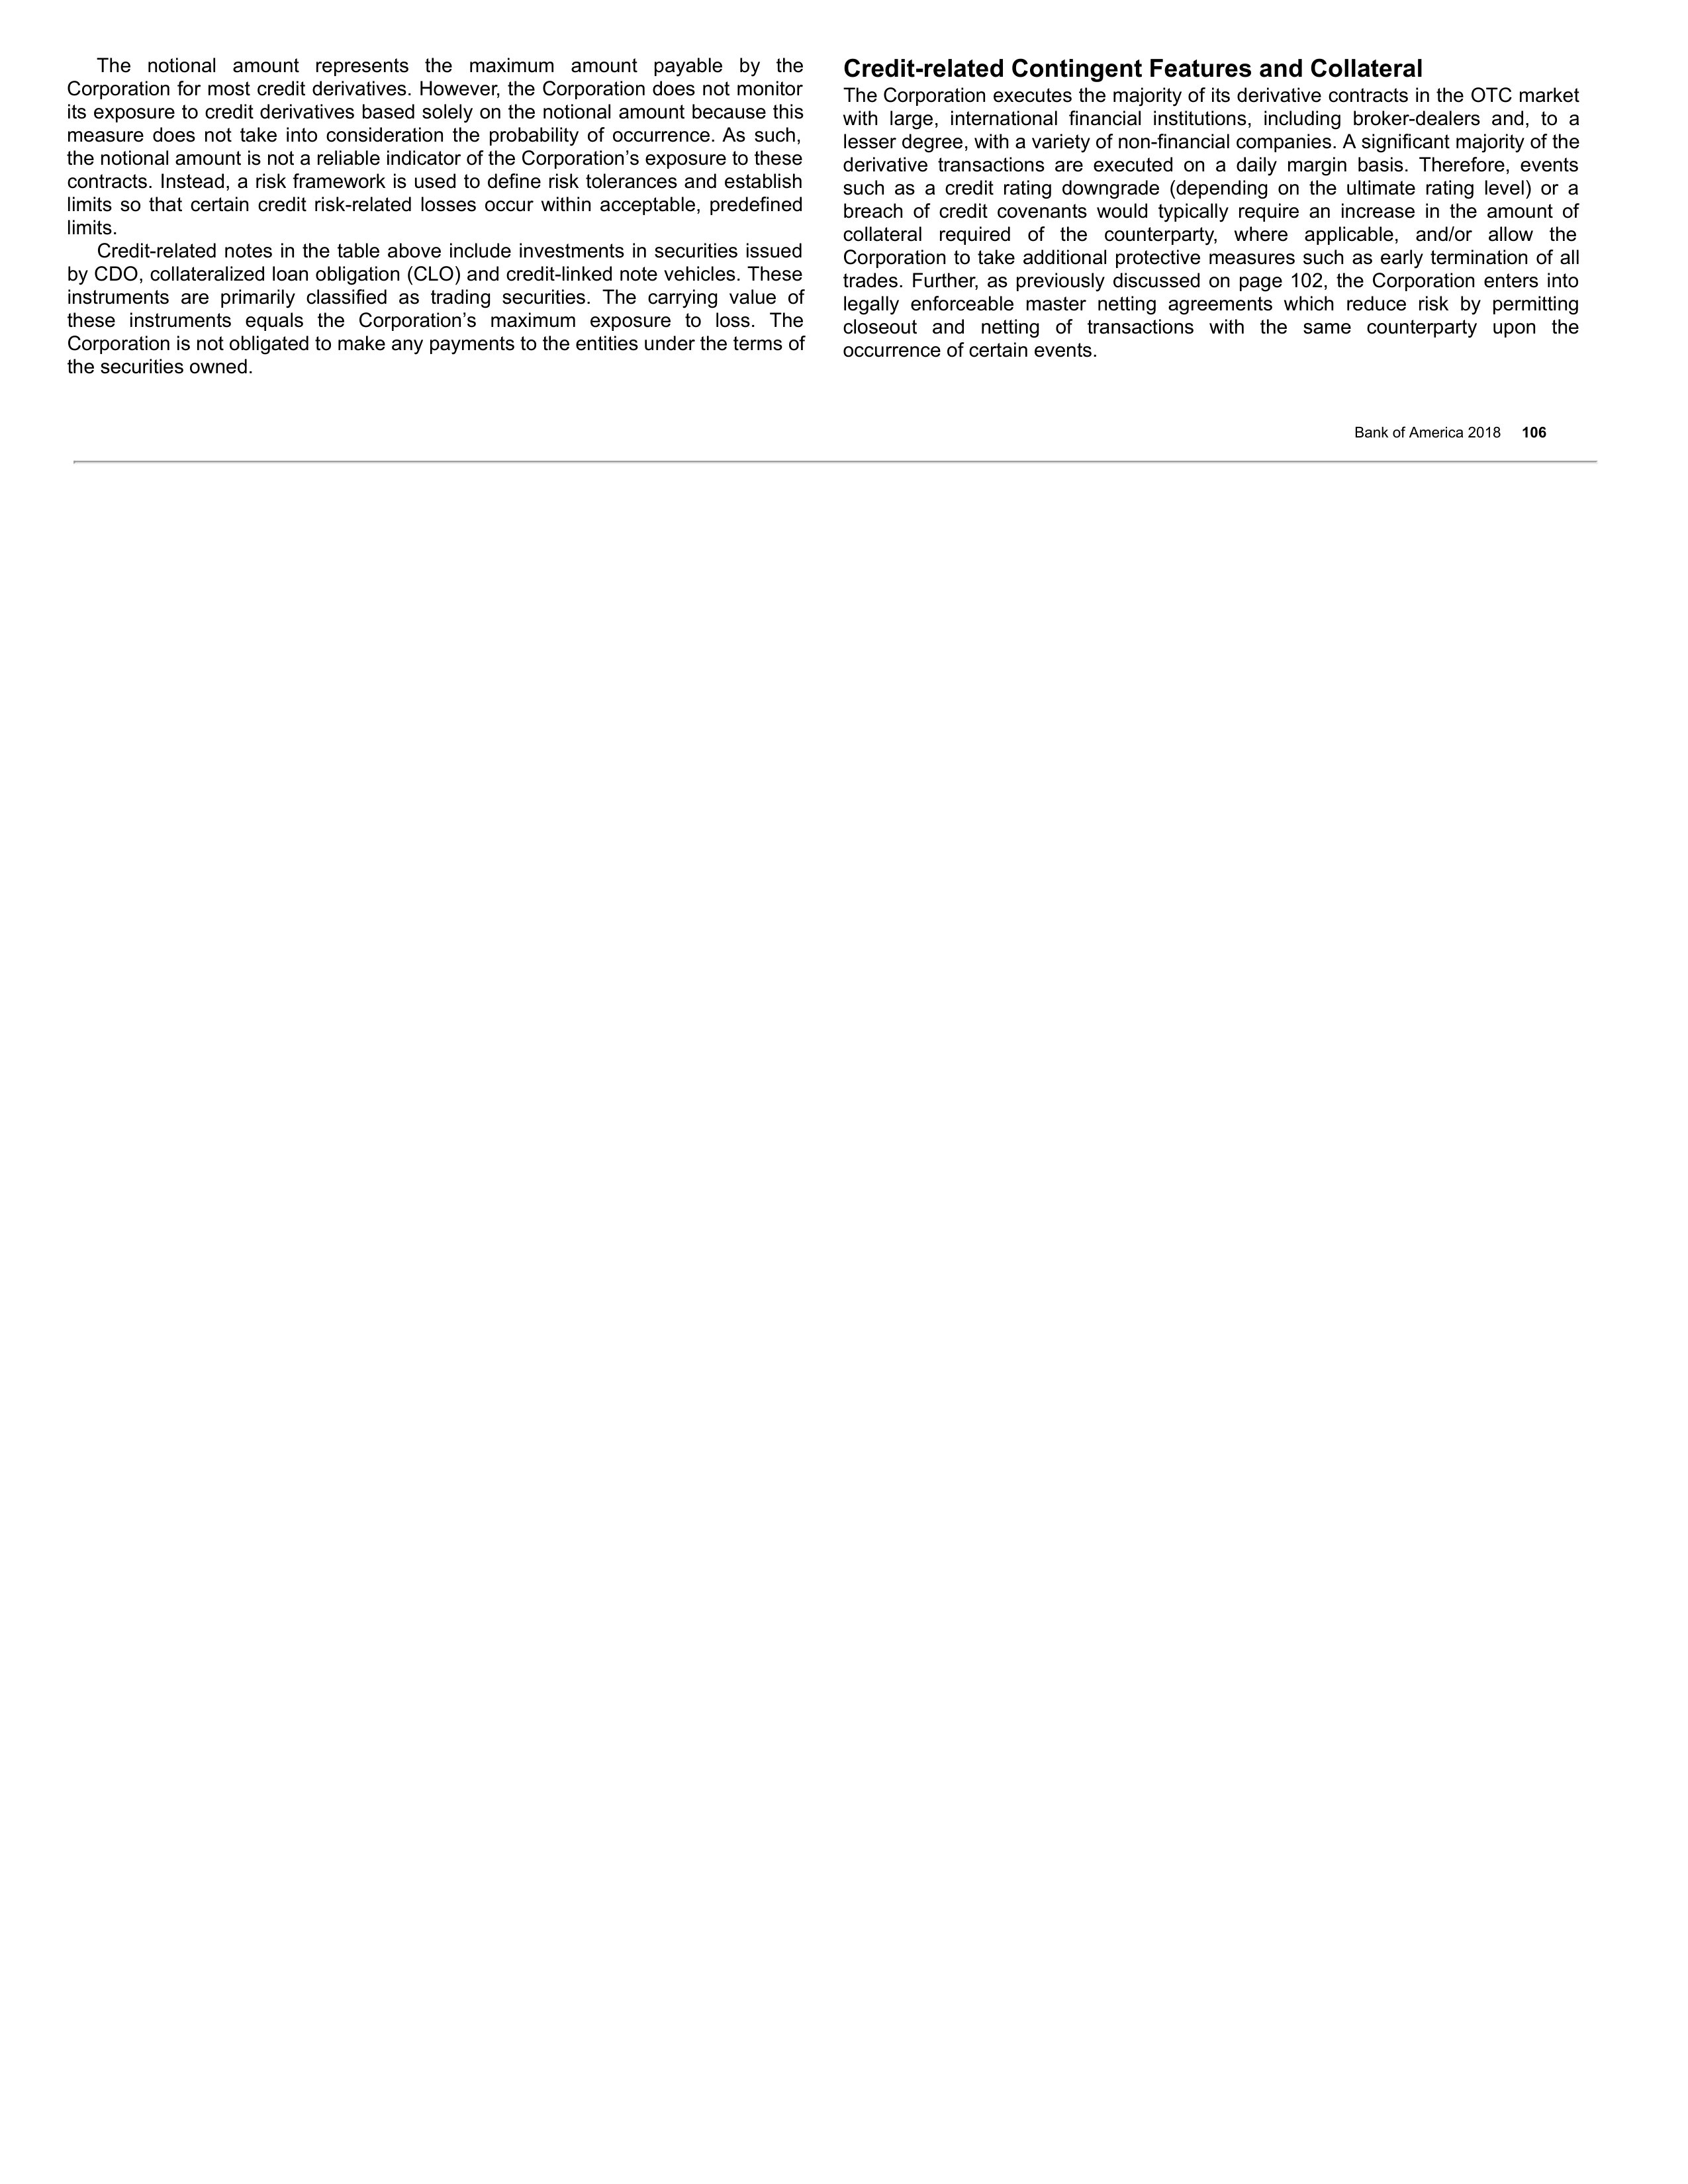 The notional amount represents the maximum amount payable by the
Corporation for most credit derivatives. However, the Corporation does not monitor
its exposure to credit derivatives based solely on the notional amount because this
measure does not take into consideration the probability of occurrence. As such,
the notional amount is not a reliable indicator of the Corporation’s exposure to these
contracts. Instead, a risk framework is used to define risk tolerances and establish
limits so that certain credit risk-related losses occur within acceptable, predefined
limits.
Credit-related notes in the table above include investments in securities issued
by CDO, collateralized loan obligation (CLO) and credit-linked note vehicles. These
instruments are primarily classified as trading securities. The carrying value of
these instruments equals the Corporation’s maximum exposure to loss. The
Corporation is not obligated to make any payments to the entities under the terms of
the securities owned.
Credit-related Contingent Features and Collateral
The Corporation executes the majority of its derivative contracts in the OTC market
with large, international financial institutions, including broker-dealers and, to a
lesser degree, with a variety of non-financial companies. A significant majority of the
derivative transactions are executed on a daily margin basis. Therefore, events
such as a credit rating downgrade (depending on the ultimate rating level) or a
breach of credit covenants would typically require an increase in the amount of
collateral required of the counterparty, where applicable, and/or allow the
Corporation to take additional protective measures such as early termination of all
trades. Further, as previously discussed on page 102, the Corporation enters into
legally enforceable master netting agreements which reduce risk by permitting
closeout and netting of transactions with the same counterparty upon the
occurrence of certain events.
Bank of America 2018 106